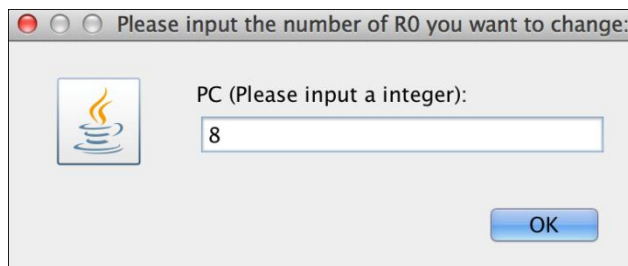 Please input the number of R0 you want to change:
PC (Please input a integer):
8
OK